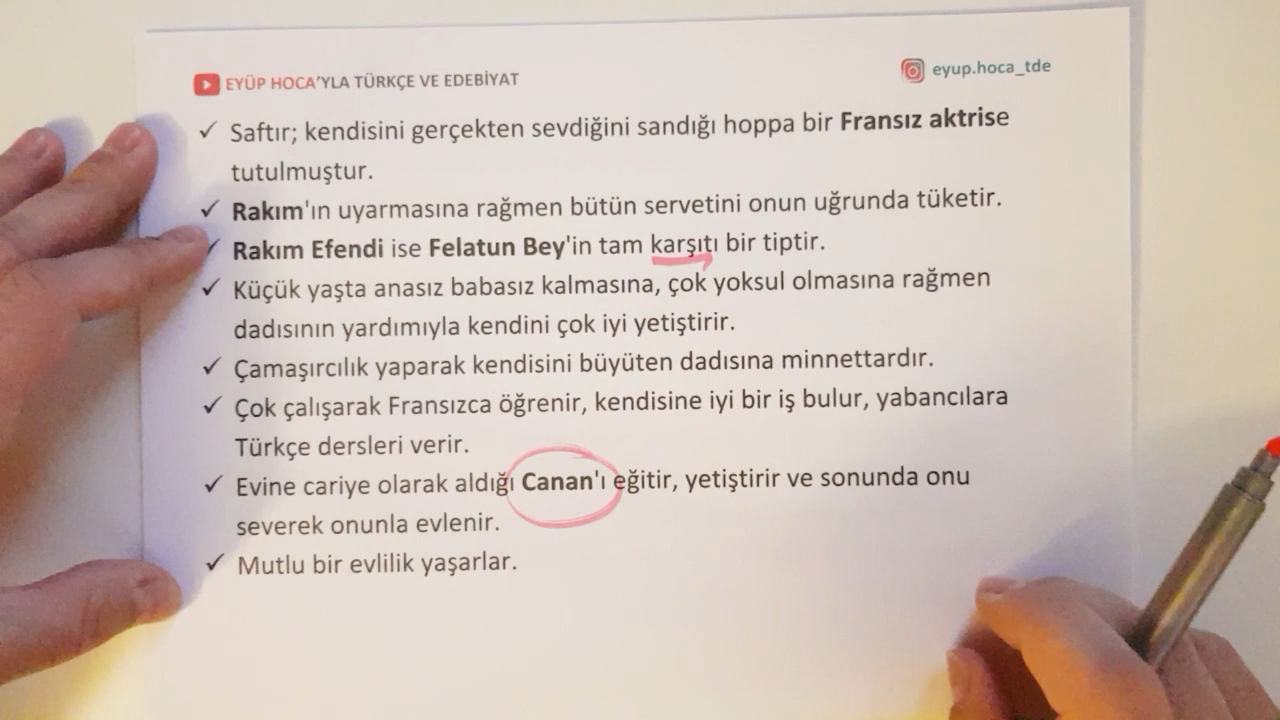 EYÜP HOCA'YLA TÜRKÇE VE EDEBİYAT
eyup.hoca_tde
✓ Saftır; kendisini gerçekten sevdiğini sandığı hoppa bir Fransız aktrise
tutulmuştur.
✓ Rakım'ın uyarmasına rağmen bütün servetini onun uğrunda tüketir.
✓ Rakım Efendi ise Felatun Bey'in tam karşıtı bir tiptir.
✓ Küçük yaşta anasız babasız kalmasına, çok yoksul olmasına rağmen
dadısının yardımıyla kendini çok iyi yetiştirir.
✓ Çamaşırcılık yaparak kendisini büyüten dadısına minnettardır.
✓ Çok çalışarak Fransızca öğrenir, kendisine iyi bir iş bulur, yabancılara
Türkçe dersleri verir.
✓ Evine cariye olarak aldığı Canan'ı eğitir, yetiştirir ve sonunda onu
severek onunla evlenir.
✓ Mutlu bir evlilik yaşarlar.